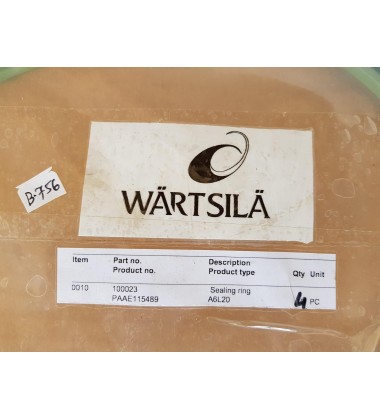 WÄRTSILÄ
B-756
Item Part no. Description Qty Unit
Product no. Product type
0010 100023 Sealing ring 4 PC
PAAE115489 A6L20